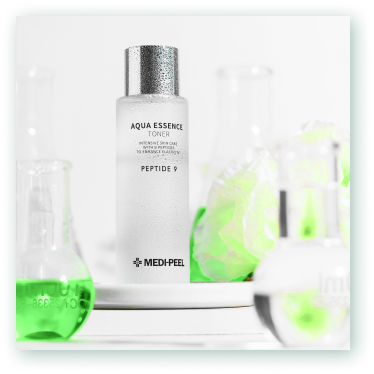 AQUA ESSENCE
TONER
INTENSIVE SKIN CARE
WITH 9 PEPTIDES
TO ENHANCE ELASTICITY
PEPTIDE 9
MEDI-PEEL